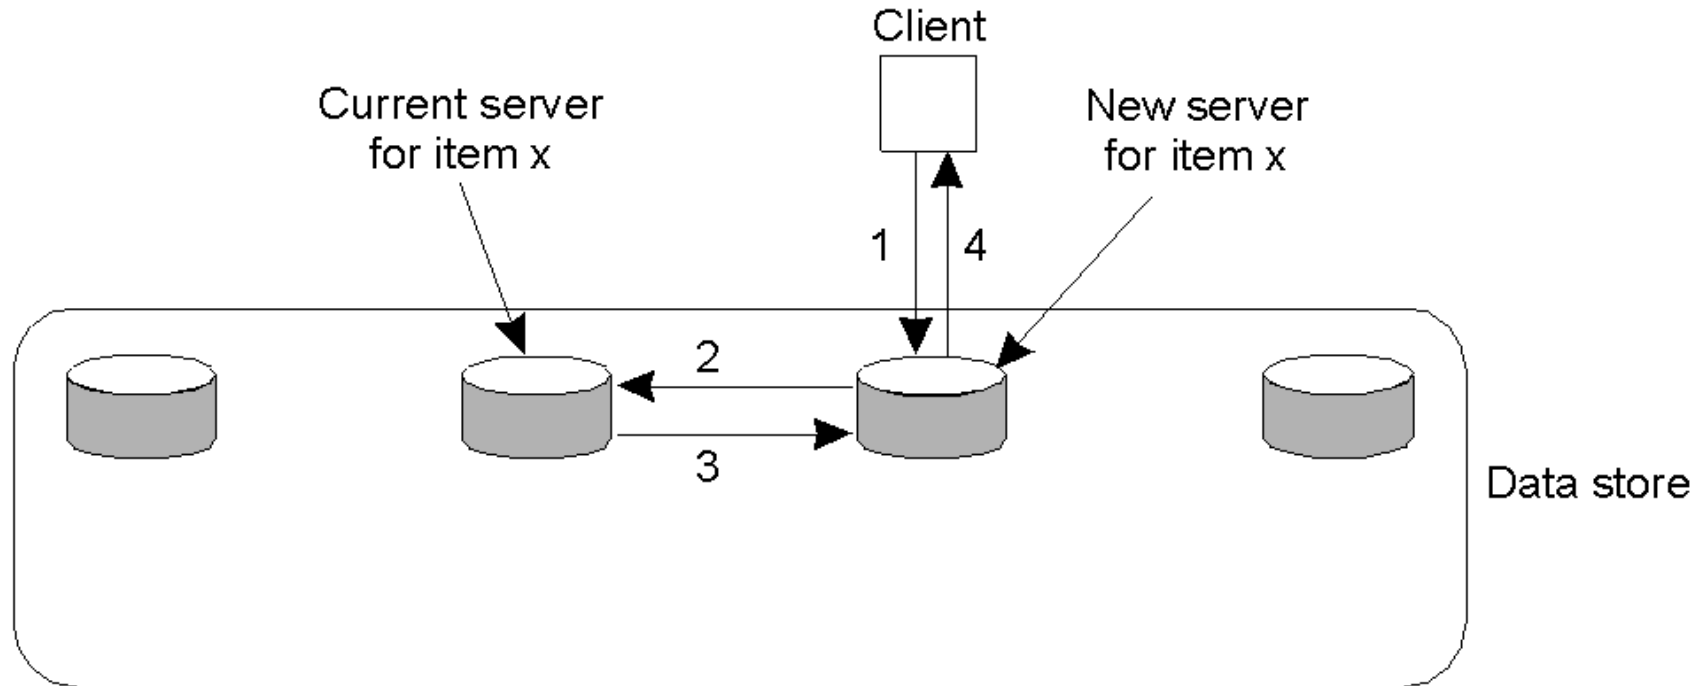 Client
Current server
for item x
New server
for item x
1
4
2
3
Data store